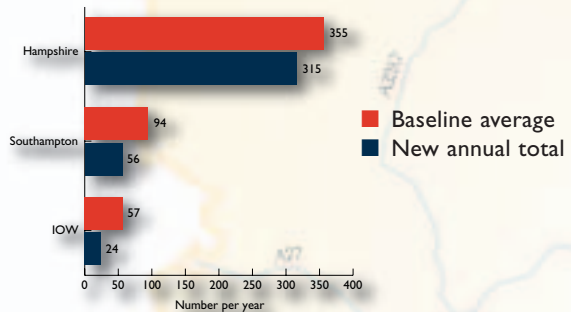 Hampshire
355
315
Southampton
94
56
IOW
57
24
0 50 100 150 200 250 300 350 400
Number per year
Baseline average
New annual total
A27